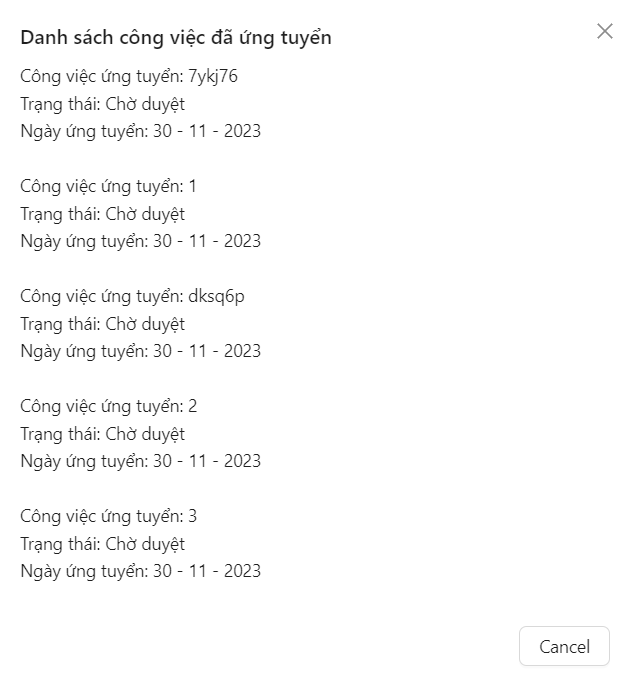 Danh sách công việc đã ứng tuyển
Công việc ứng tuyển: 7ykj76
Trạng thái: Chờ duyệt
Ngày ứng tuyển: 30 - 11 - 2023
Công việc ứng tuyển: 1
Trạng thái: Chờ duyệt
Ngày ứng tuyển: 30 - 11 - 2023
Công việc ứng tuyển: dksq6p
Trạng thái: Chờ duyệt
Ngày ứng tuyển: 30 - 11 - 2023
Công việc ứng tuyển: 2
Trạng thái: Chờ duyệt
Ngày ứng tuyển: 30 - 11 - 2023
Công việc ứng tuyển: 3
Trạng thái: Chờ duyệt
Ngày ứng tuyển: 30 - 11 - 2023
Cancel